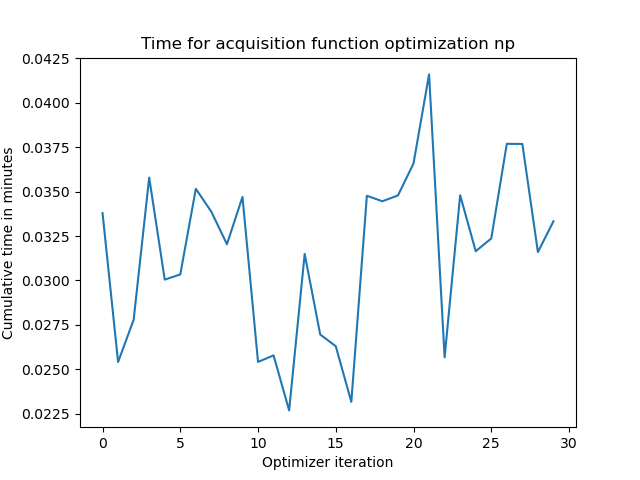 Time for acquisition function optimization np
Cumulative time in minutes
0.0425
0.0400
0.0375
0.0350
0.0325
0.0300
0.0275
0.0250
0.0225
0 5 10 15 20 25 30
Optimizer iteration